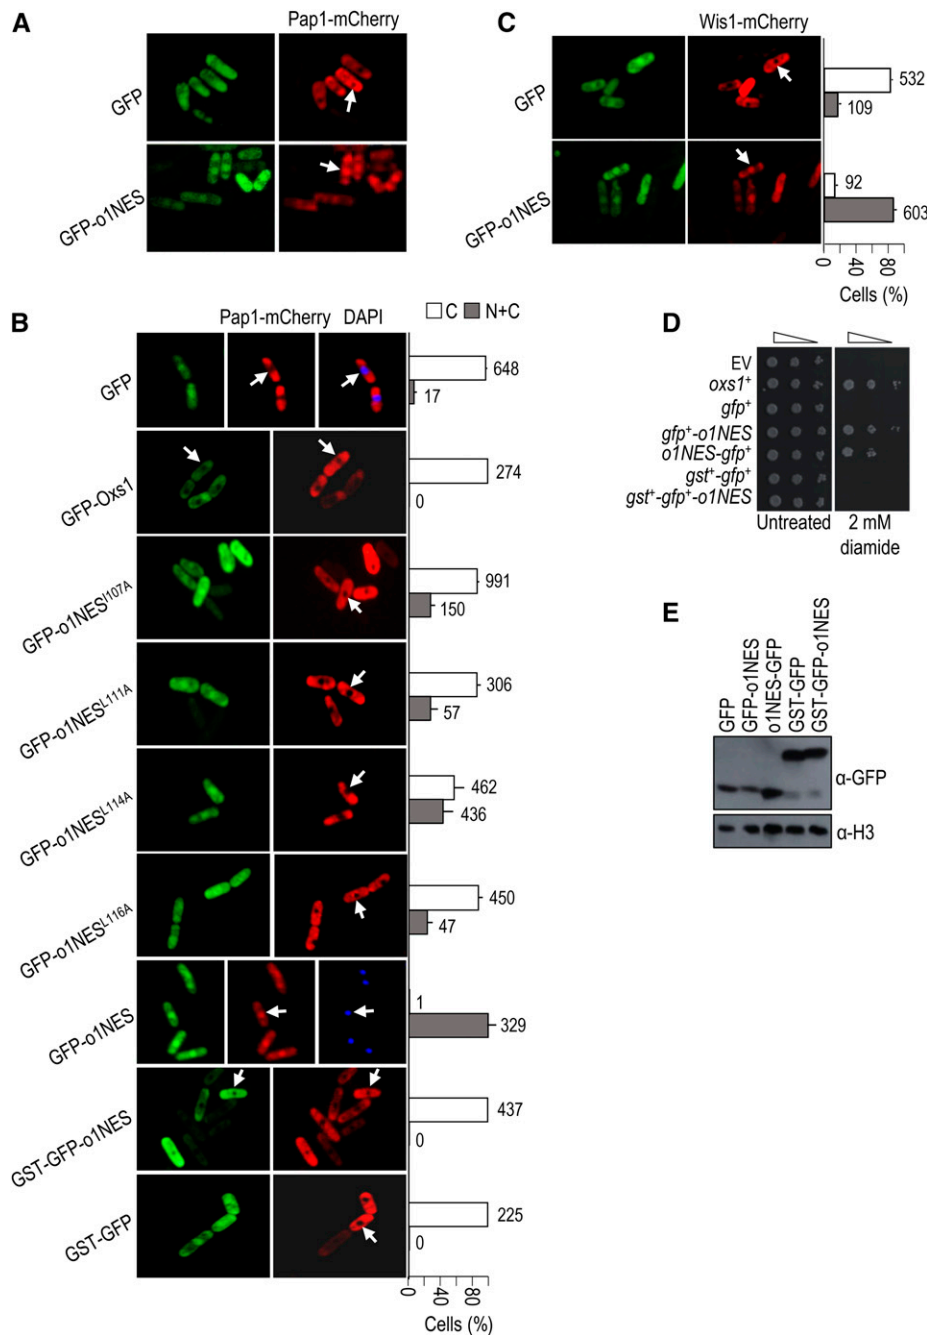 A
Pap1-mCherry
GFP
GFP-o1NES
C
Wis1-mCherry
GFP
532
109
GFP-o1NES
92
603
0
40
80
Cells (%)
B
Pap1-mCherry DAPI
C N+C
GFP
648
17
GFP-Oxs1
274
0
GFP-o1NES I107A
991
150
GFP-o1NES L-111A
306
57
GFP-o1NES L114A
462
436
GFP-o1NES L116A
450
47
GFP-o1NES
1
329
GST-GFP-o1NES
437
0
GST-GFP
225
0
0
40
80
Cells (%)
D
EV
oxs1+
gfp+
gfp+-o1NES
o1NES-gfp+
gst+-gfp+
gst+-gfp+-o1NES
Untreated
2 mM
diamide
E
GFP
GFP-o1NES
o1NES-GFP
GST-GFP
GST-GFP-o1NES
α-GFP
α-H3